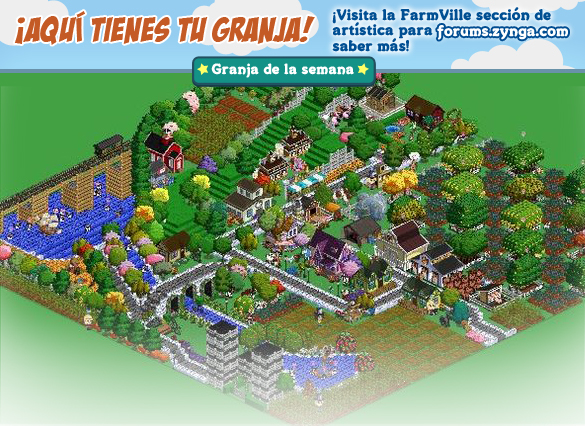 ¡AQUÍ TIENES TU GRANJA!
¡Visita la FarmVille sección de
artística para forums.zynga.com
saber más!
Granja de la semana